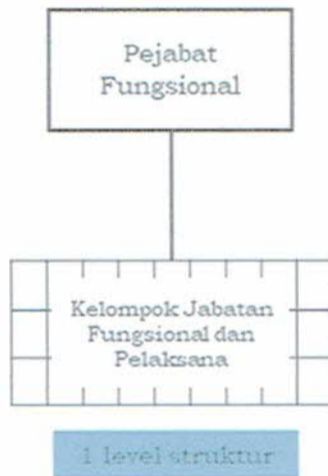 Pejabat
Fungsional
Kelompok Jabatan
Fungsional dan
Pelaksana
1 level struktur